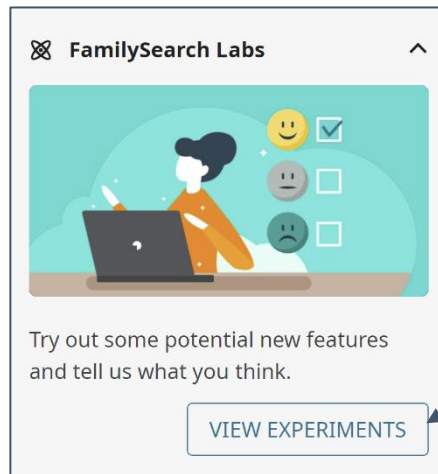 FamilySearch Labs
Try out some potential new features
and tell us what you think.
VIEW EXPERIMENTS